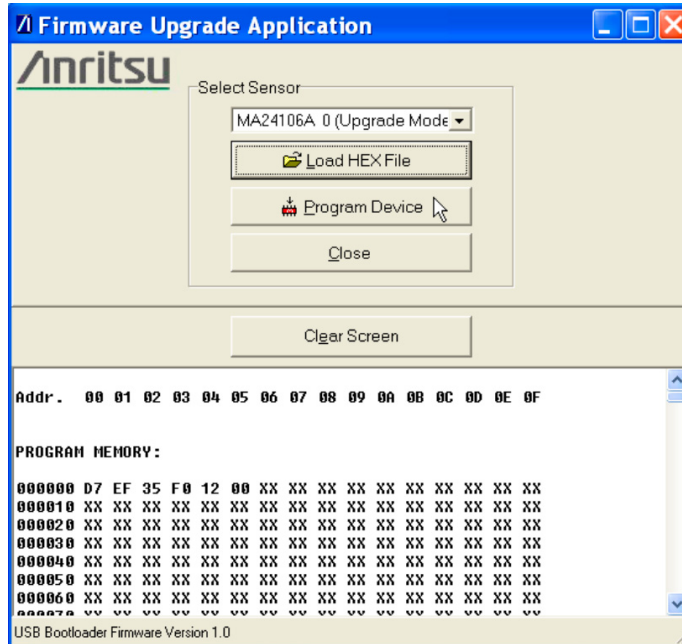 Firmware Upgrade Application
Anritsu
Select Sensor
MA24106A 0 (Upgrade Mode
Load HEX File
Program Device
Close
Clear Screen
Addr. 00 01 02 03 04 05 06 07 08 09 0A 0B 0C 0D 0E 0F
PROGRAM MEMORY:
000000 D7 EF 35 F0 12 00 XX XX XX XX XX XX XX XX XX XX
000010 XX XX XX XX XX XX XX XX XX XX XX XX XX XX XX XX
000020 XX XX XX XX XX XX XX XX XX XX XX XX XX XX XX XX
000030 XX XX XX XX XX XX XX XX XX XX XX XX XX XX XX XX
000040 XX XX XX XX XX XX XX XX XX XX XX XX XX XX XX XX
000050 XX XX XX XX XX XX XX XX XX XX XX XX XX XX XX XX
000060 XX XX XX XX XX XX XX XX XX XX XX XX XX XX XX XX
USB Bootloader Firmware Version 1.0